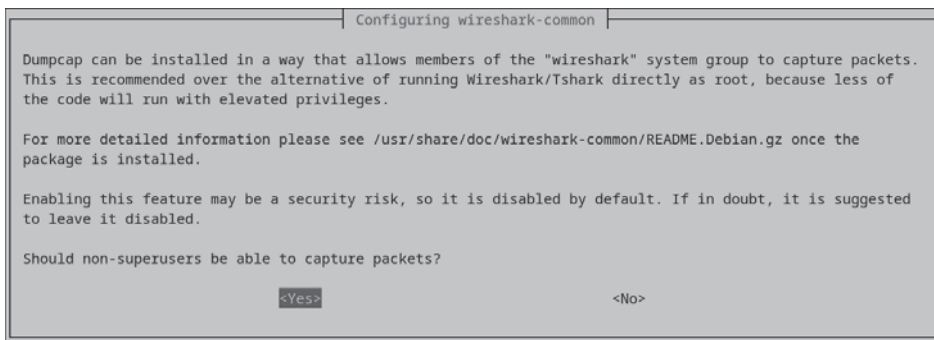 Configuring wireshark-common
Dumpcap can be installed in a way that allows members of the "wireshark" system group to capture packets.
This is recommended over the alternative of running Wireshark/Tshark directly as root, because less of
the code will run with elevated privileges.
For more detailed information please see /usr/share/doc/wireshark-common/README.Debian.gz once the
package is installed.
Enabling this feature may be a security risk, so it is disabled by default. If in doubt, it is suggested
to leave it disabled.
Should non-superusers be able to capture packets?
<Yes> <No>